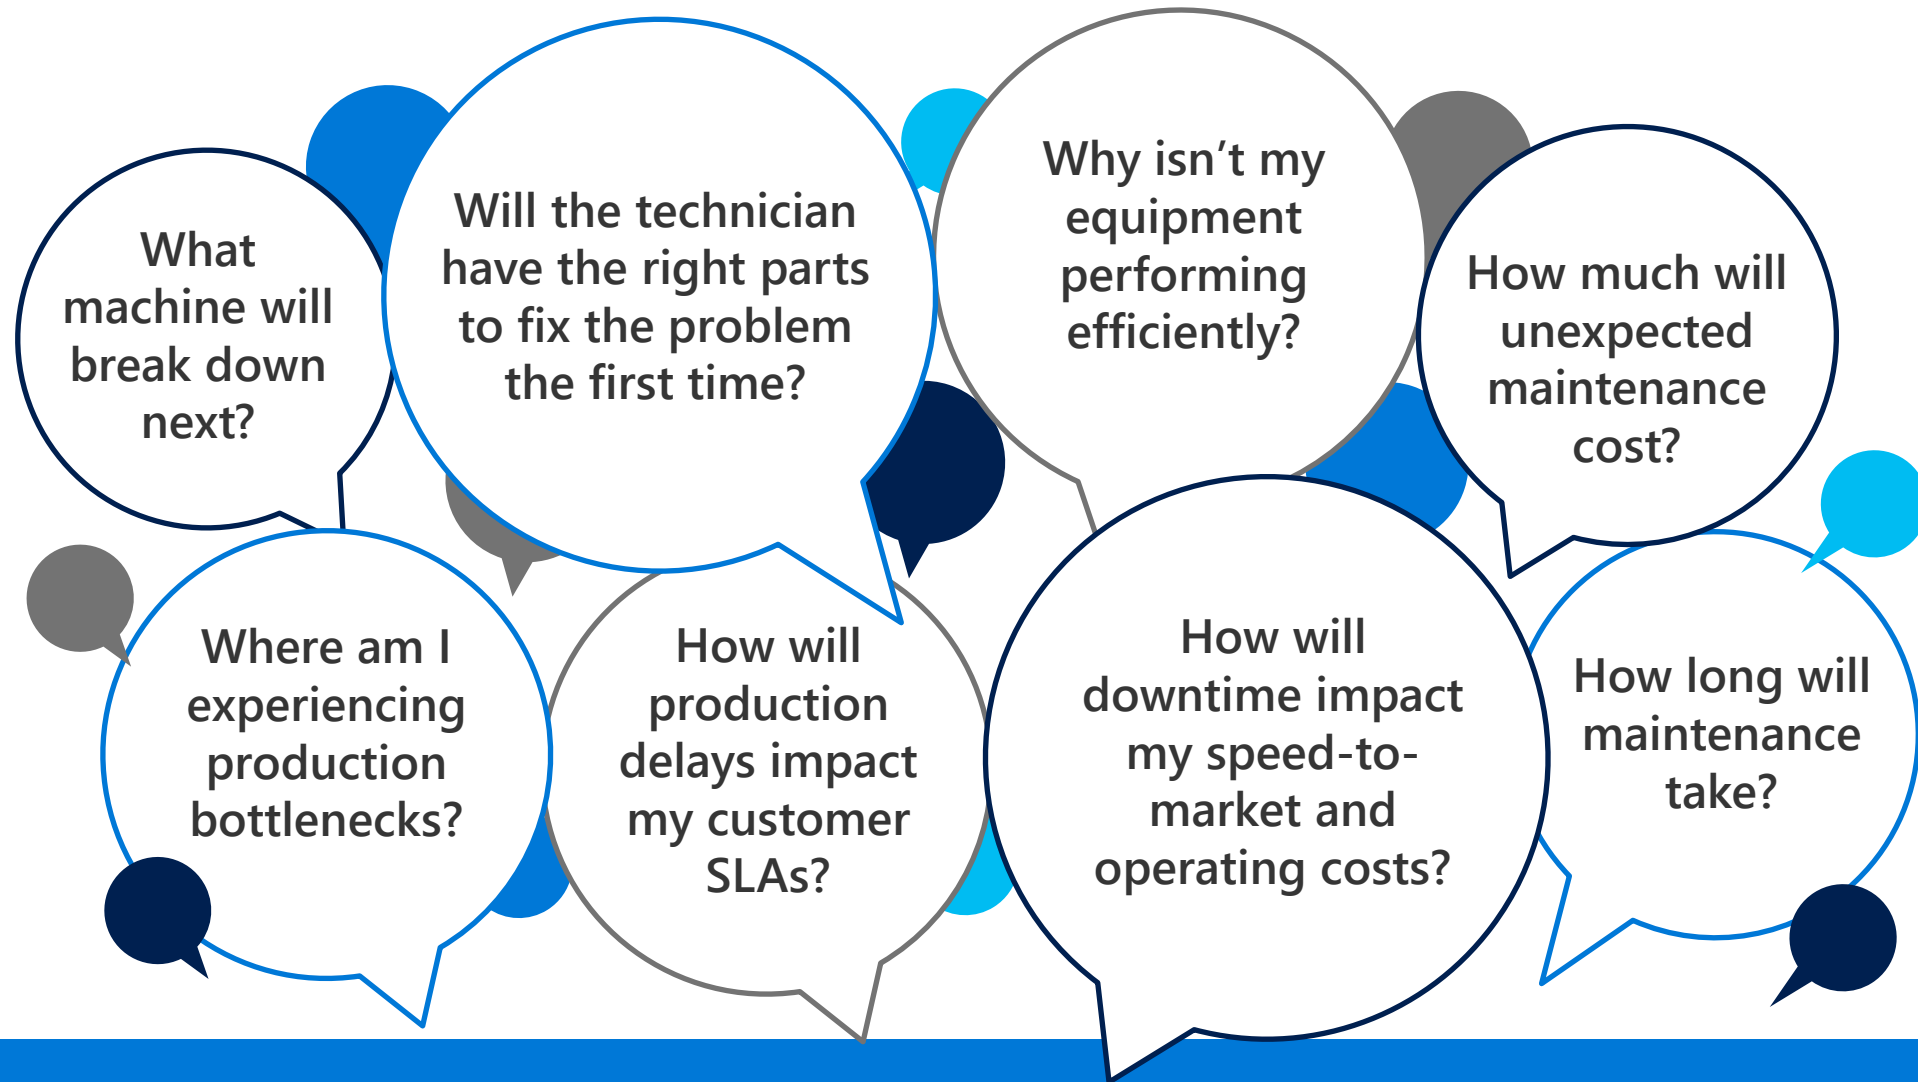 What
machine will
break down
next?
Will the technician
have the right parts
to fix the problem
the first time?
Why isn’t my
equipment
performing
efficiently?
How much will
unexpected
maintenance
cost?
Where am I
experiencing
production
bottlenecks?
How will
production
delays impact
my customer
SLAs?
How will
downtime impact
my speed-to-
market and
operating costs?
How long will
maintenance
take?